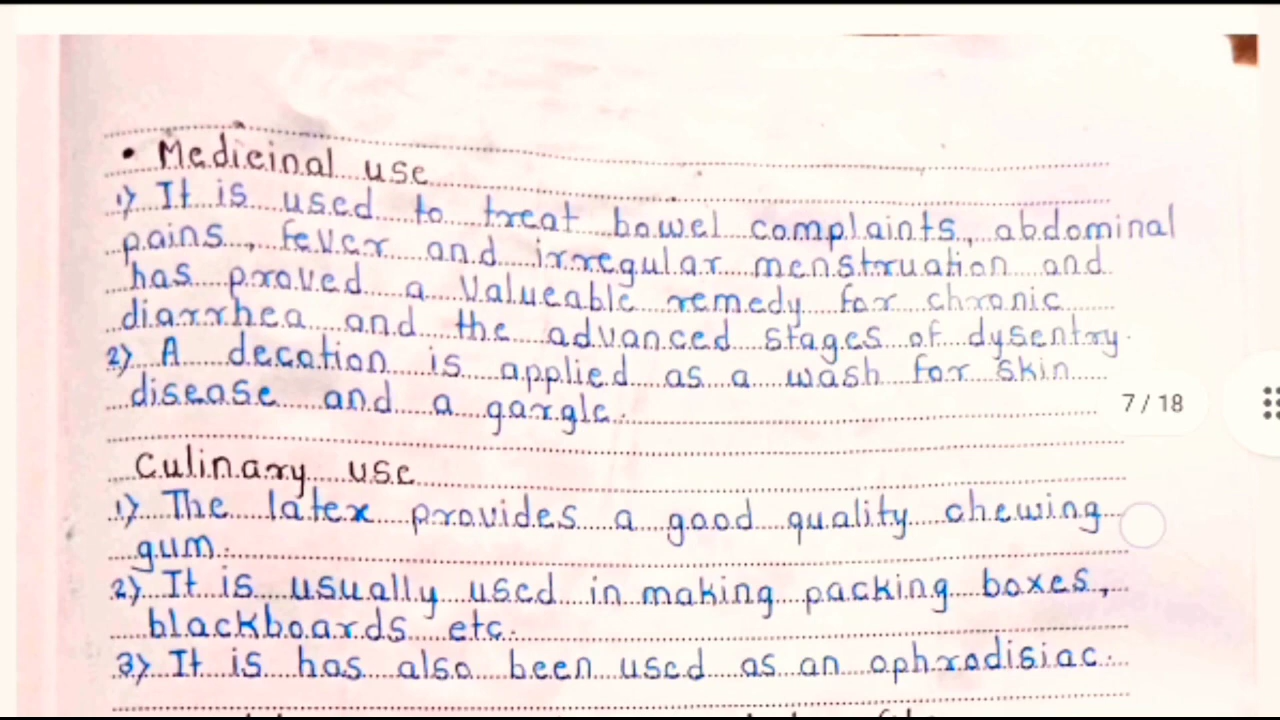 • Medicinal use
1) It is used to treat bowel complaints, abdominal
pains, fever and irregular menstruation and
has proved a valueable remedy for chronic
diarrhea and the advanced stages of dysentry.
2) A decation is applied as a wash for skin
disease and a gargle.
7 / 18
Culinary use
1) The latex provides a good quality chewing
gum.
2) It is usually used in making packing boxes,
blackboards etc.
3) It is has also been used as an aphrodisiac.